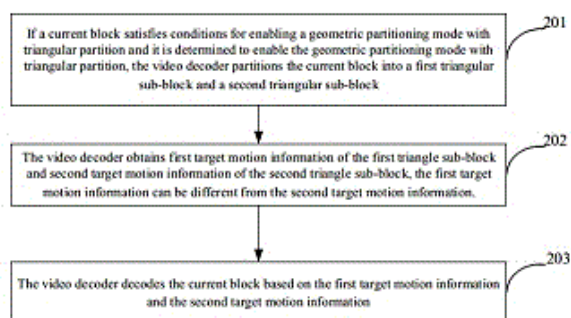 If a current block satisfies conditions for enabling a geometric partitioning mode with
triangular partition and it is determined to enable the geometric partitioning mode with
triangular partition, the video decoder partitions the current block into a first triangular
sub-block and a second triangular sub-block
201
The video decoder obtains first target motion information of the first triangle sub-block
and second target motion information of the second triangle sub-block, the first target
motion information can be different from the second target motion information.
202
The video decoder decodes the current block based on the first target motion information
and the second target motion information
203